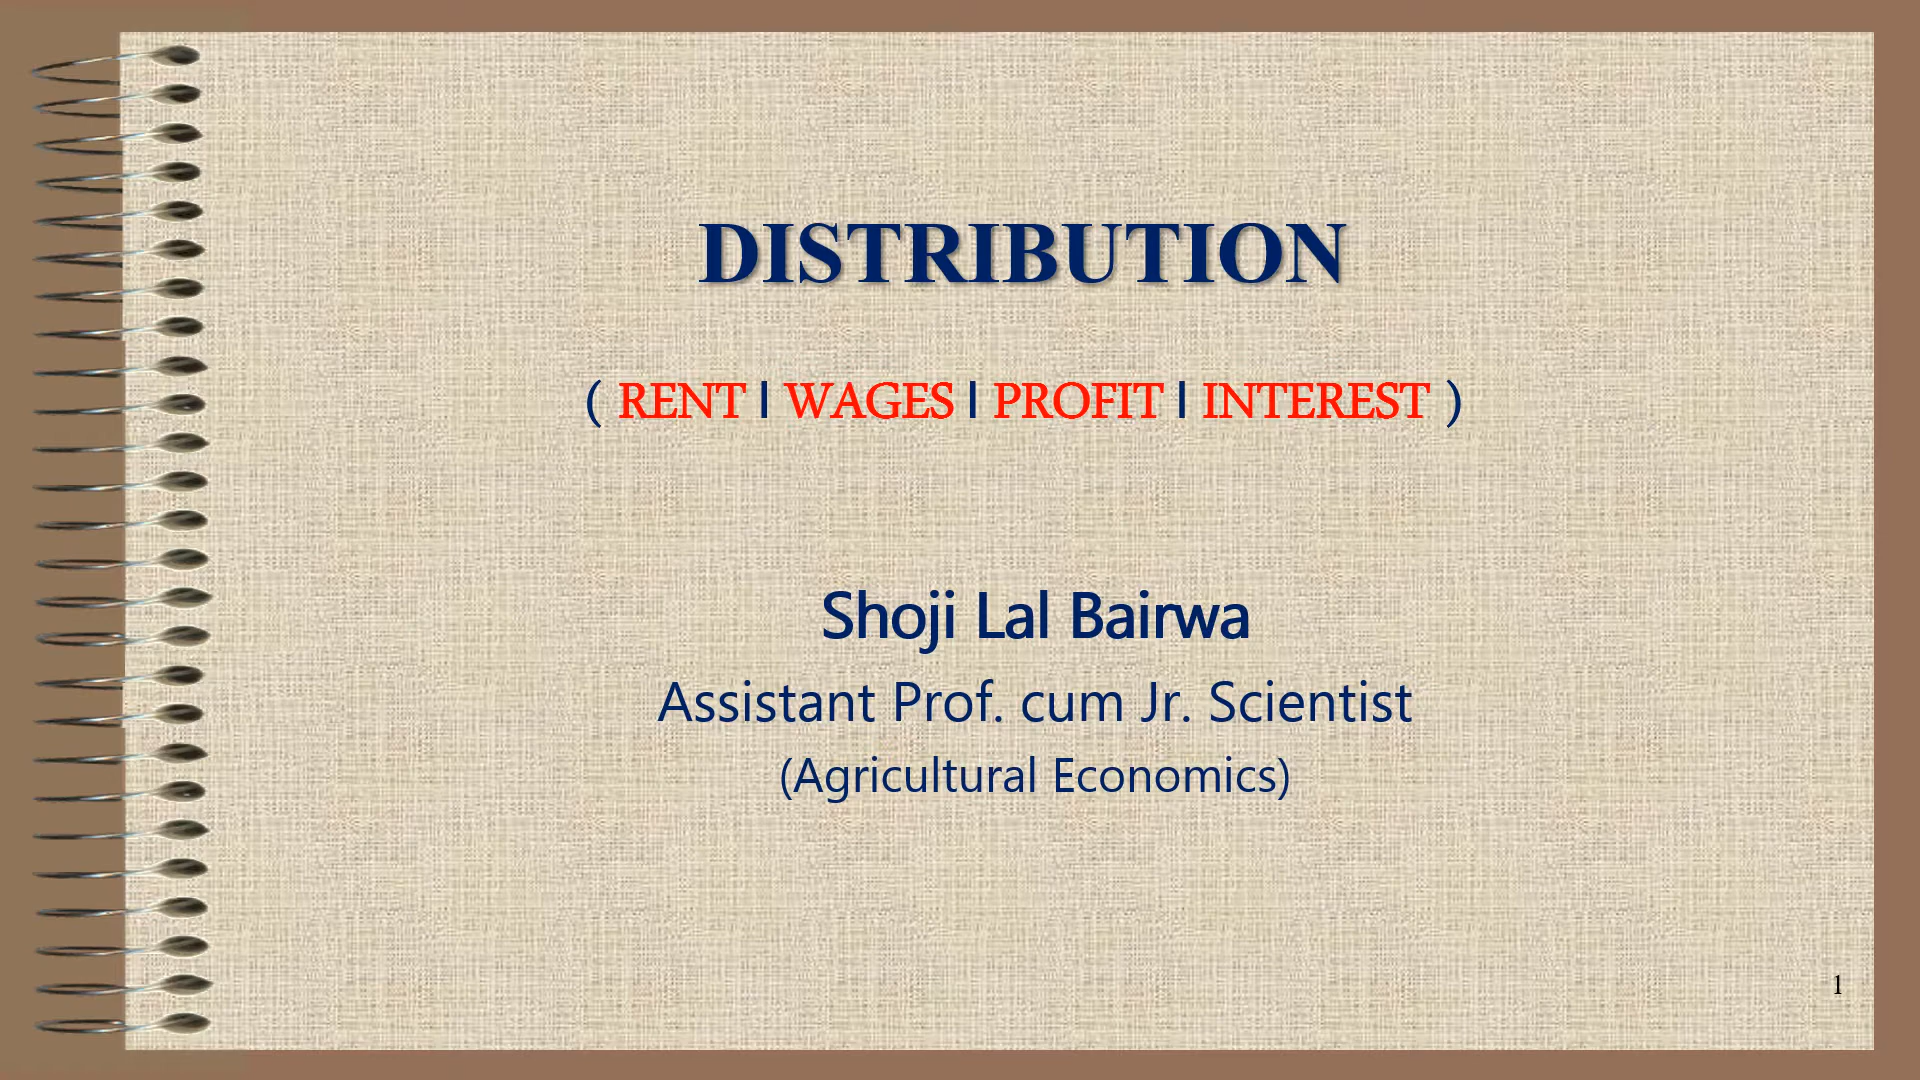 DISTRIBUTION
( RENT I WAGES I PROFIT I INTEREST )
Shoji Lal Bairwa
Assistant Prof. cum Jr. Scientist
(Agricultural Economics)
1